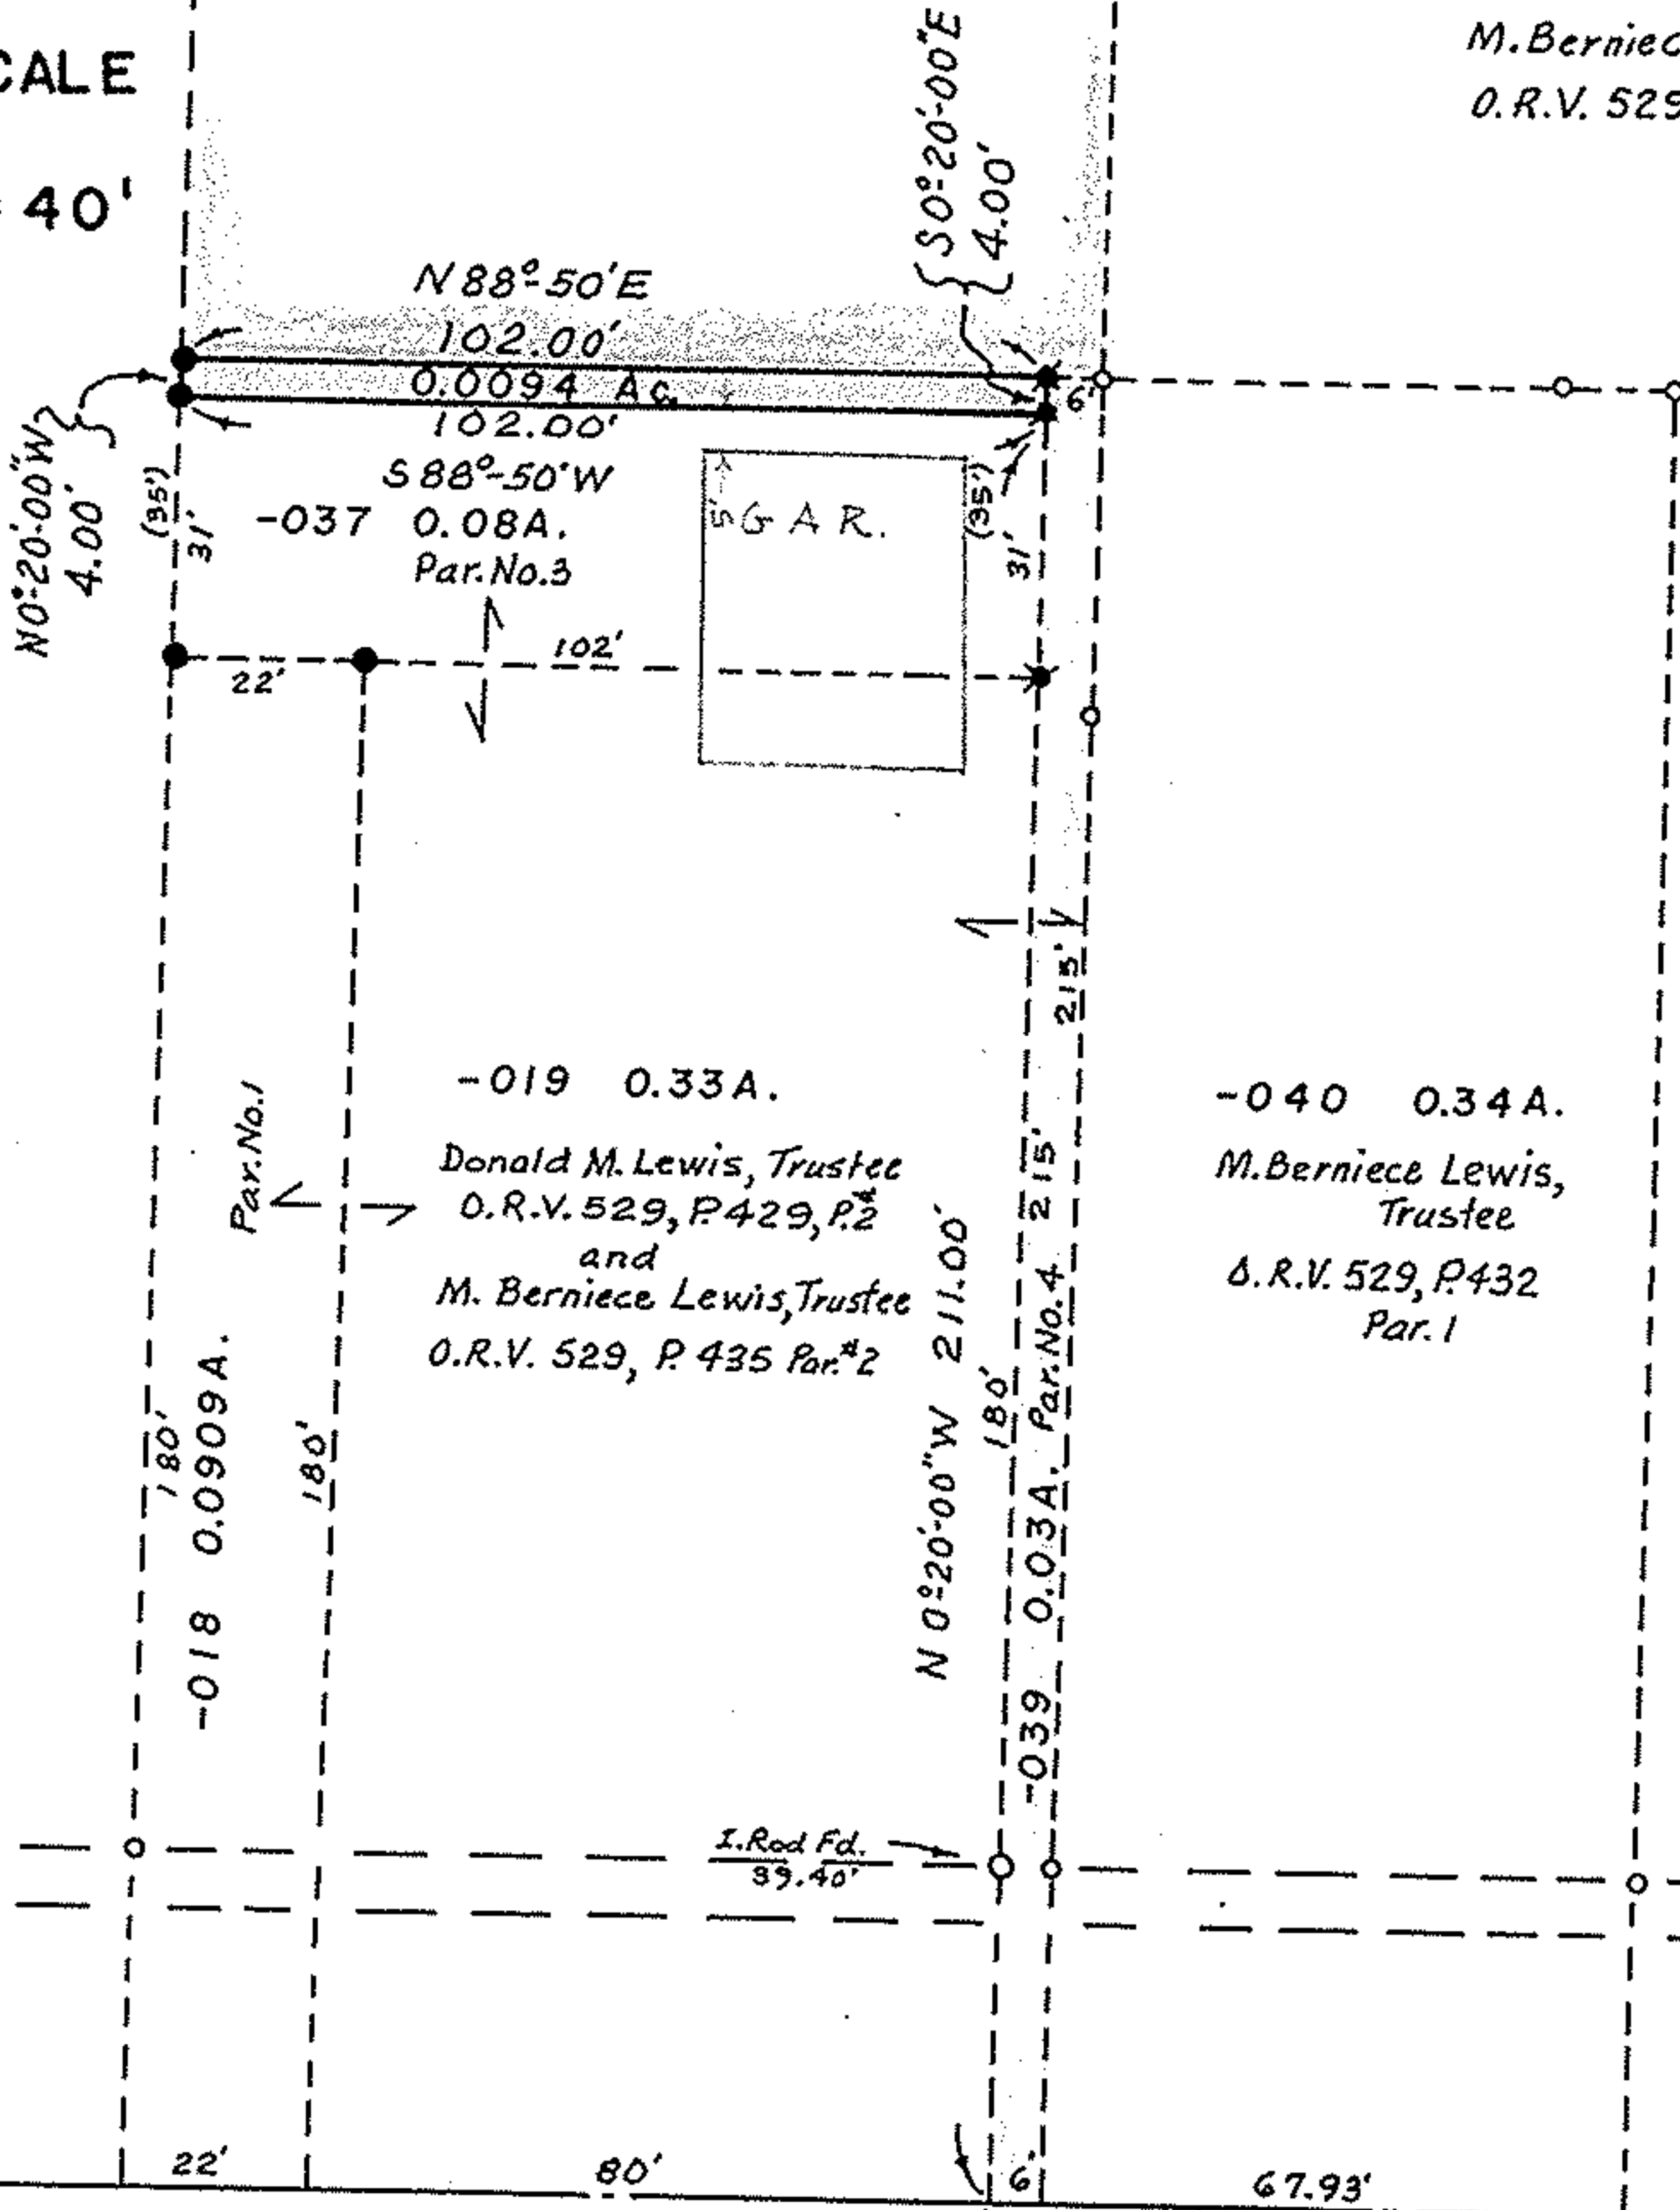 CALE
40'
M. Berniec
O.R.V. 529
S0°-20'-00"E
4.00'
N 88°-50'E
102.00'
0.0094 Ac.
102.00'
S 88°-50'W
6'
N0°-20'-00"W
4.00'
(35')
31'
-037 0.08A.
Par. No. 3
5'
GAR.
(35')
31'
22'
102'
215'
-019 0.33A.
Donald M. Lewis, Trustee
O.R.V. 529, P. 429, P.#2
and
M. Berniece Lewis, Trustee
O.R.V. 529, P. 435 Par.#2
Par. No. 1
-040 0.34A.
M. Berniece Lewis,
Trustee
O.R.V. 529, P. 432
Par. 1
180'
-018 0.0909A.
180'
N 0°-20'-00"W 211.00'
180'
215'
-039 0.03A. Par. No. 4
I. Rod Fd.
39.40'
22'
80'
6'
67.93'